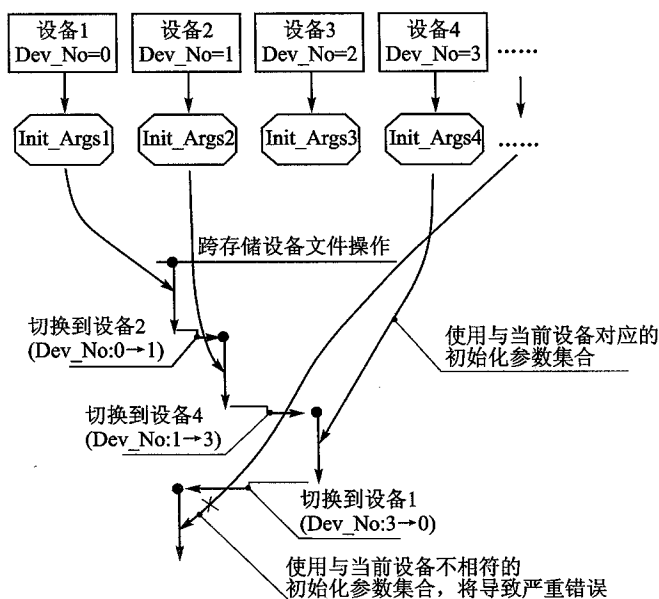 设备1
Dev_No=0
设备2
Dev_No=1
设备3
Dev_No=2
设备4
Dev_No=3
……
Init_Args1
Init_Args2
Init_Args3
Init_Args4
……
跨存储设备文件操作
切换到设备2
(Dev_No:0→1)
使用与当前设备对应的
初始化参数集合
切换到设备4
(Dev_No:1→3)
切换到设备1
(Dev_No:3→0)
使用与当前设备不相符的
初始化参数集合，将导致严重错误